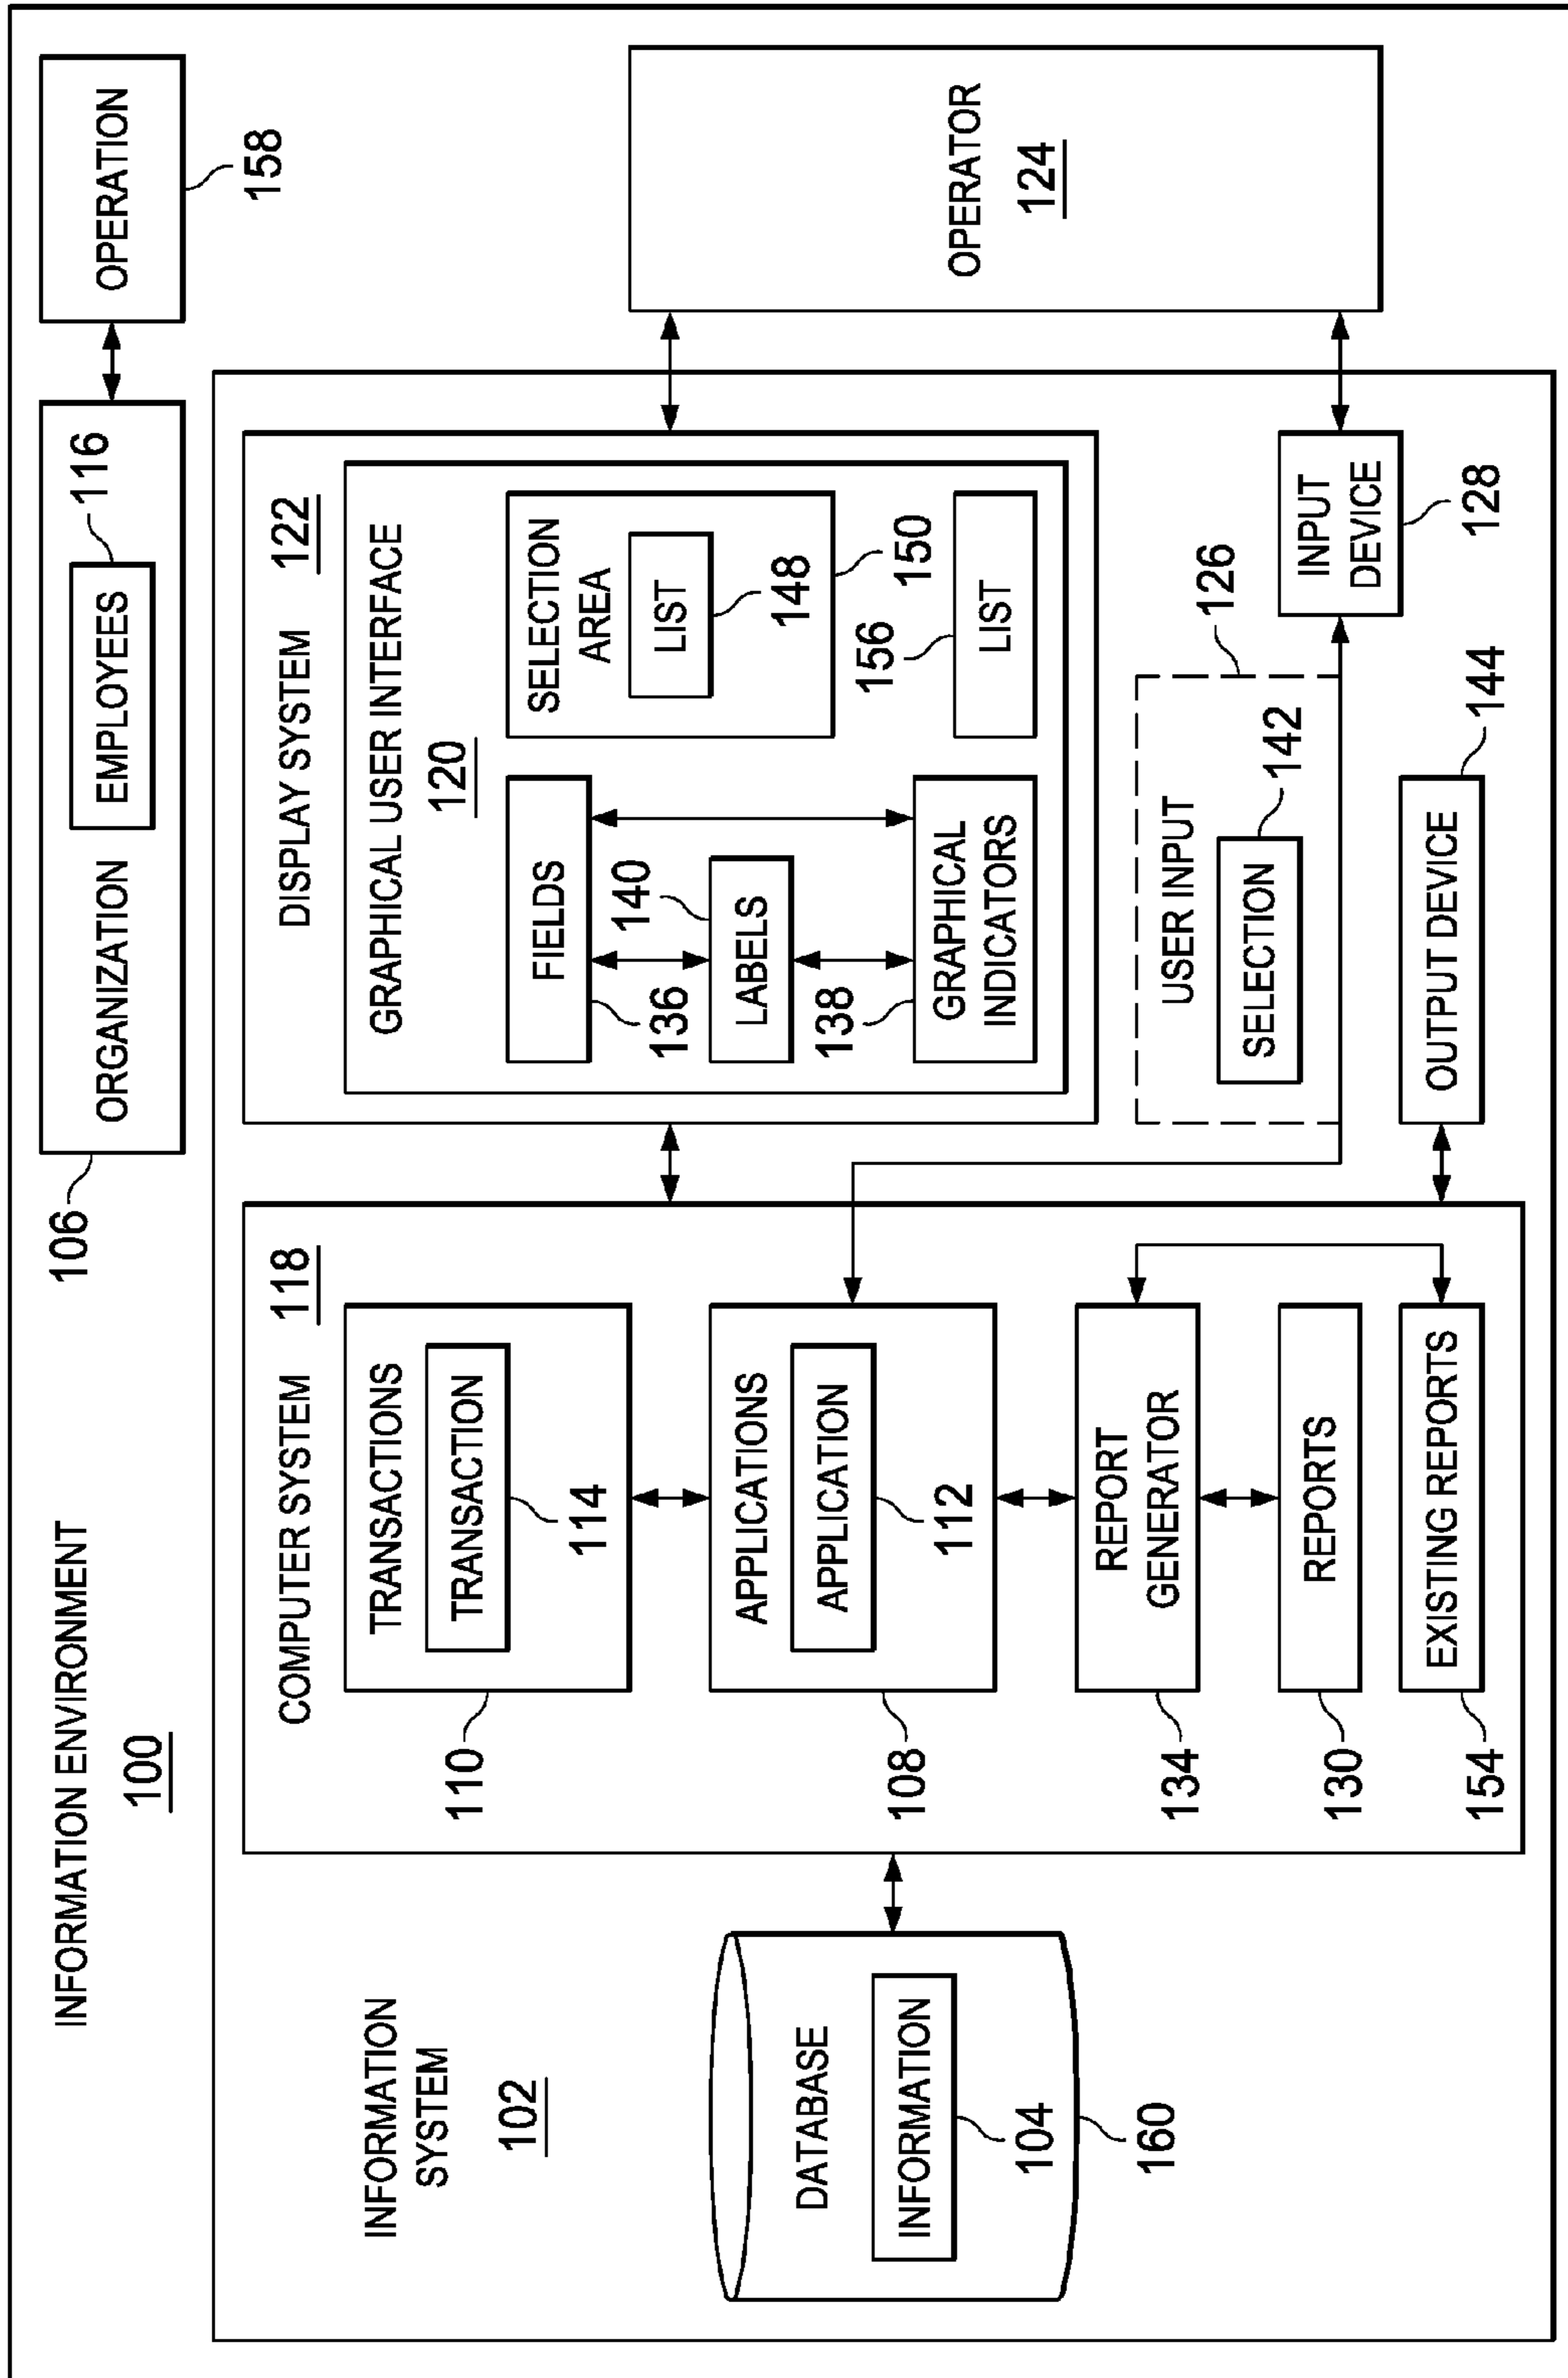 INFORMATION ENVIRONMENT
100
106
ORGANIZATION
EMPLOYEES
116
OPERATION
158
INFORMATION
SYSTEM
102
DATABASE
INFORMATION
104
160
COMPUTER SYSTEM
118
TRANSACTIONS
TRANSACTION
110
114
APPLICATIONS
APPLICATION
108
112
REPORT
GENERATOR
134
REPORTS
130
EXISTING REPORTS
154
DISPLAY SYSTEM
122
GRAPHICAL USER INTERFACE
120
FIELDS
136
140
LABELS
138
GRAPHICAL
INDICATORS
SELECTION
AREA
LIST
148
150
156
LIST
USER INPUT
126
SELECTION
142
INPUT
DEVICE
128
OUTPUT DEVICE
144
OPERATOR
124